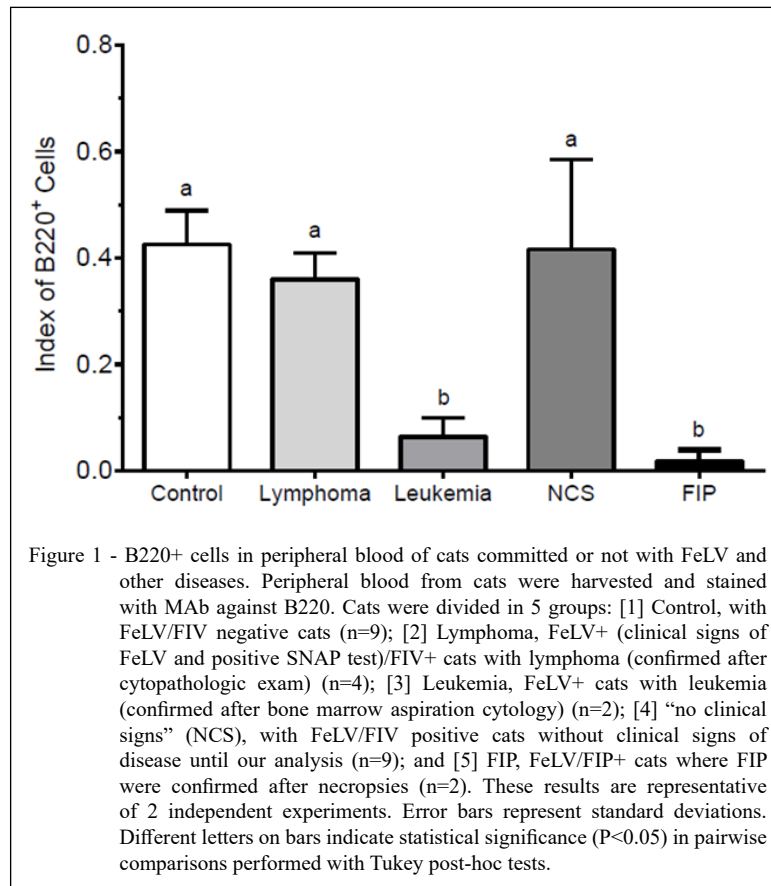 0.8
0.6
0.4
0.2
0.0
Index of B220⁺ Cells
a
a
b
a
b
Control
Lymphoma
Leukemia
NCS
FIP
Figure 1 - B220+ cells in peripheral blood of cats committed or not with FeLV and
other diseases. Peripheral blood from cats were harvested and stained
with MAb against B220. Cats were divided in 5 groups: [1] Control, with
FeLV/FIV negative cats (n=9); [2] Lymphoma, FeLV+ (clinical signs of
FeLV and positive SNAP test)/FIV+ cats with lymphoma (confirmed after
cytopathologic exam) (n=4); [3] Leukemia, FeLV+ cats with leukemia
(confirmed after bone marrow aspiration cytology) (n=2); [4] “no clinical
signs” (NCS), with FeLV/FIV positive cats without clinical signs of
disease until our analysis (n=9); and [5] FIP, FeLV/FIP+ cats where FIP
were confirmed after necropsies (n=2). These results are representative
of 2 independent experiments. Error bars represent standard deviations.
Different letters on bars indicate statistical significance (P<0.05) in pairwise
comparisons performed with Tukey post-hoc tests.